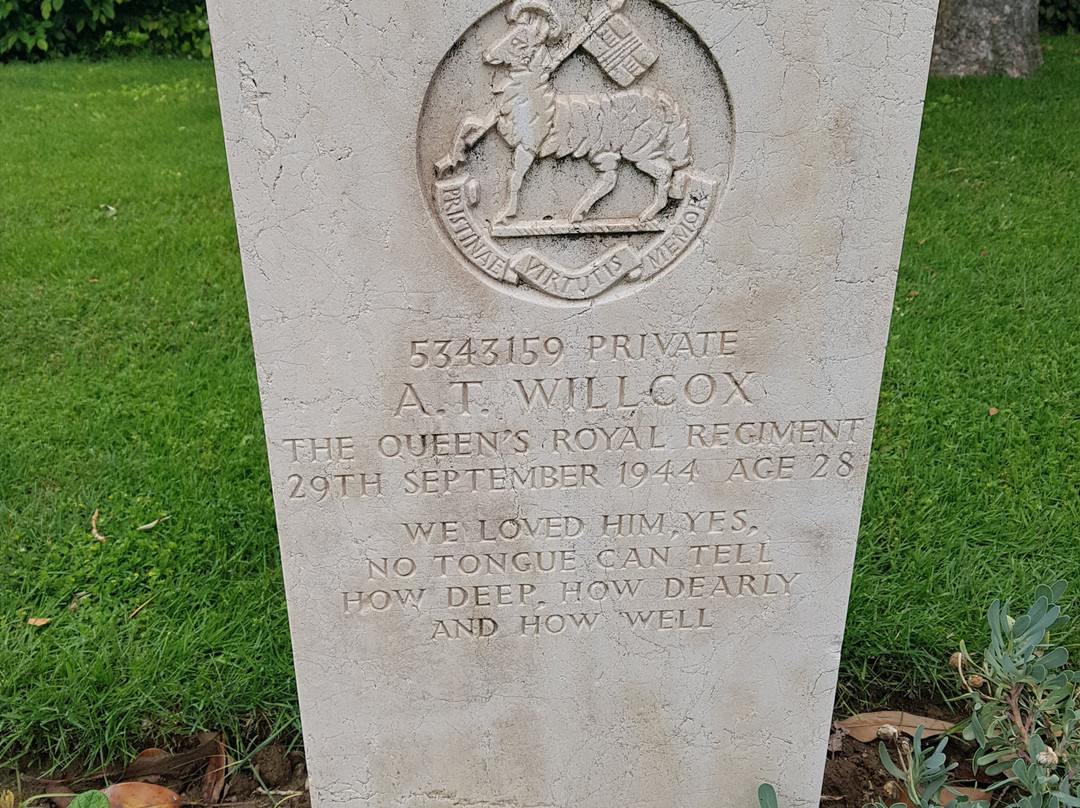 PRISTINAE VIRTUTIS MEMOR
5343159 PRIVATE
A.T. WILLCOX
THE QUEEN'S ROYAL REGIMENT
29TH SEPTEMBER 1944 AGE 28
WE LOVED HIM, YES,
NO TONGUE CAN TELL
HOW DEEP, HOW DEARLY
AND HOW WELL